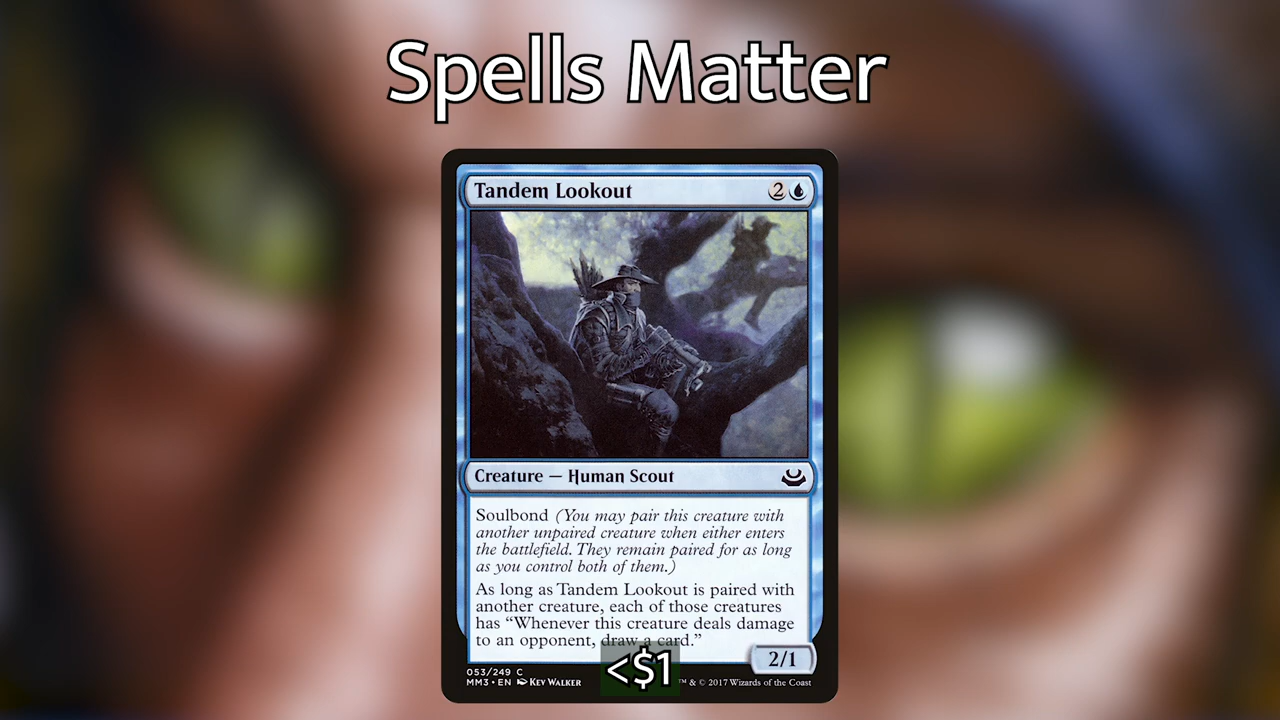 Spells Matter
Tandem Lookout 2
Creature — Human Scout
Soulbond (You may pair this creature with
another unpaired creature when either enters
the battlefield. They remain paired for as long
as you control both of them.)
As long as Tandem Lookout is paired with
another creature, each of those creatures
has “Whenever this creature deals damage
to an opponent, draw a card.”
<$1
2/1
053/249 C
MM3 • EN Kev Walker ™ & © 2017 Wizards of the Coast